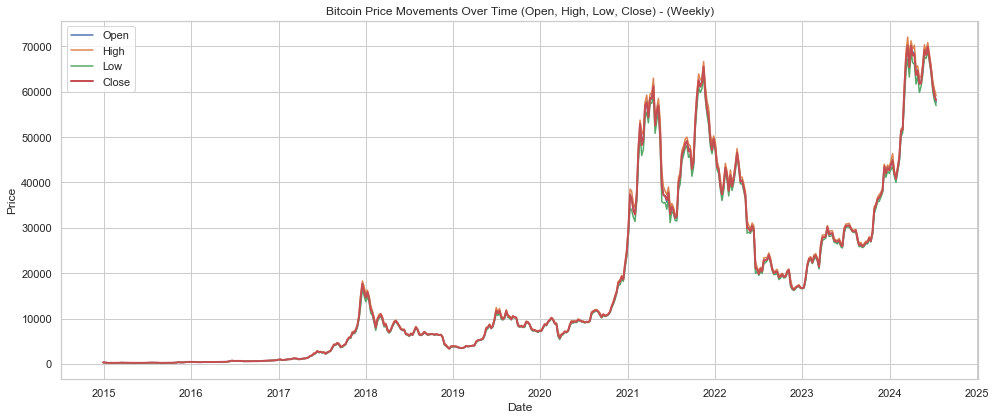 Bitcoin Price Movements Over Time (Open, High, Low, Close) - (Weekly)
Open
High
Low
Close
70000
60000
50000
40000
30000
20000
10000
0
Price
2015 2016 2017 2018 2019 2020 2021 2022 2023 2024 2025
Date